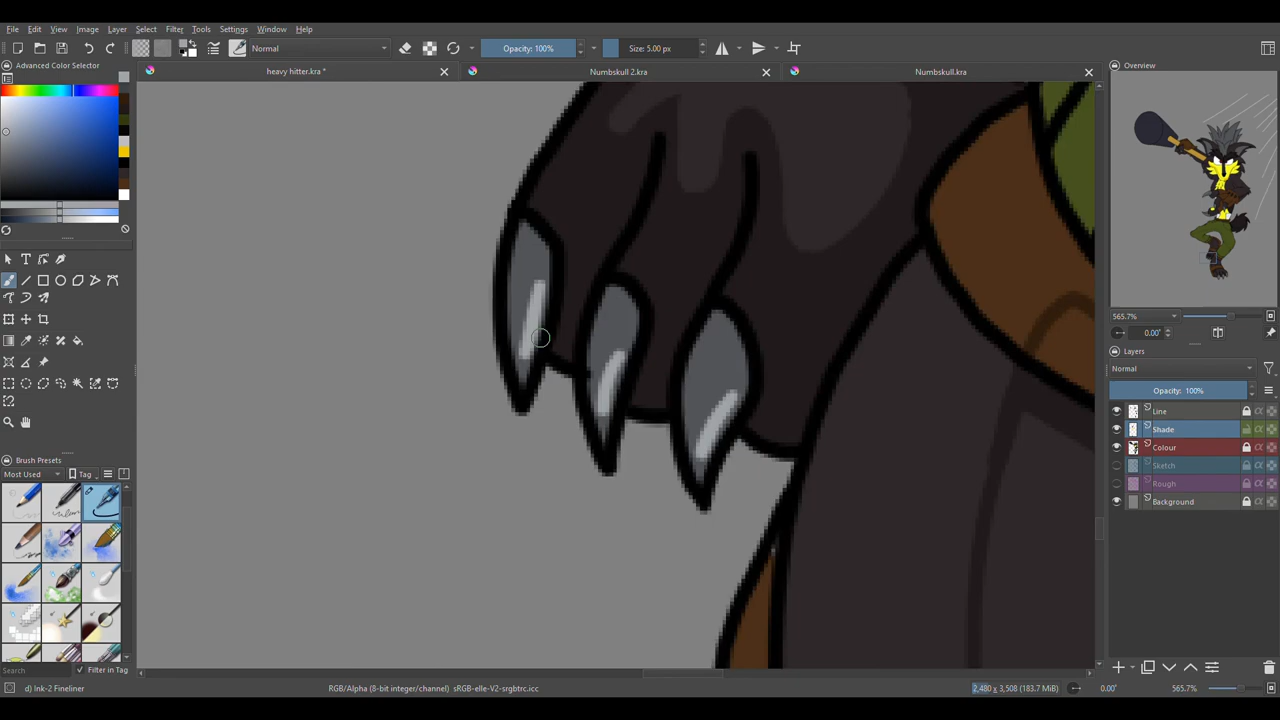 File Edit View Image Layer Select Filter Tools Settings Window Help
Normal
Opacity: 100%
Size: 5.00 px
Advanced Color Selector
heavy hitter.kra *
Numbskull 2.kra
Numbskull.kra
Overview
565.7%
0.00°
Layers
Normal
Opacity: 100%
Line
Shade
Colour
Sketch
Rough
Background
Brush Presets
Most Used
Tag
Search
Filter in Tag
d) Ink-2 Fineliner
RGB/Alpha (8-bit integer/channel) sRGB-elle-V2-srgbtrc.icc
2,480 x 3,508 (183.7 MiB)
0.00°
565.7%